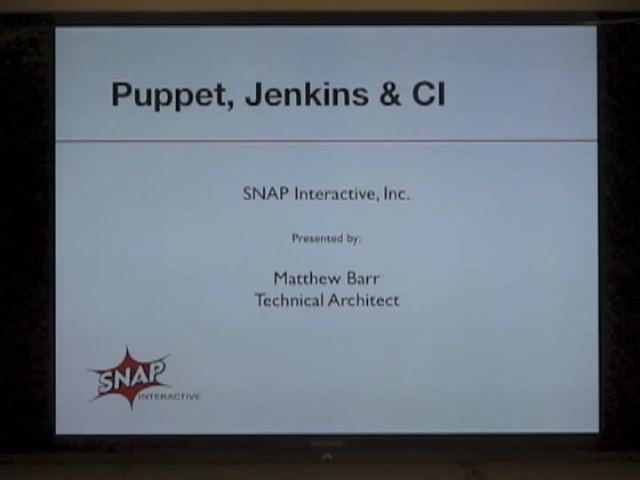 Puppet, Jenkins & CI
SNAP Interactive, Inc.
Presented by:
Matthew Barr
Technical Architect
SNAP
INTERACTIVE